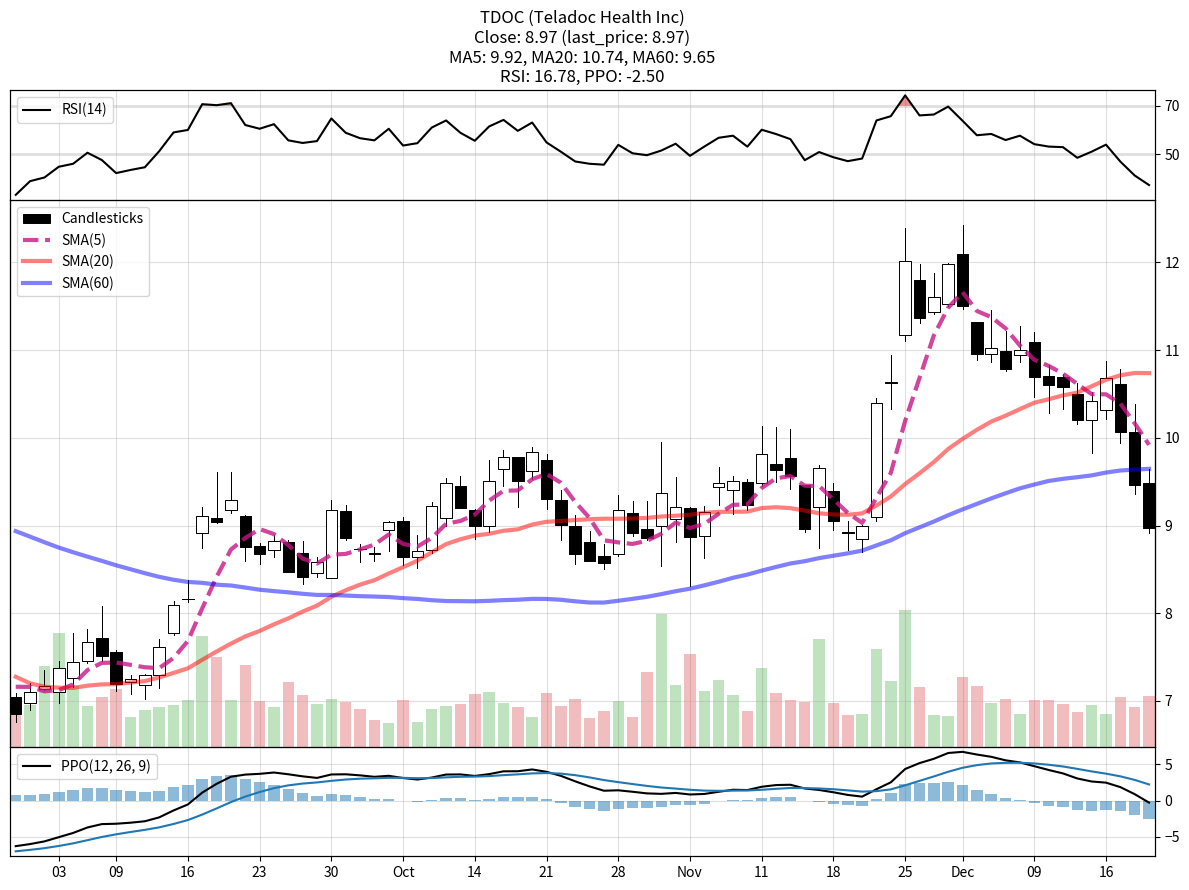 TDOC (Teladoc Health Inc)
Close: 8.97 (last_price: 8.97)
MA5: 9.92, MA20: 10.74, MA60: 9.65
RSI: 16.78, PPO: -2.50
RSI(14)
70
50
Candlesticks
SMA(5)
SMA(20)
SMA(60)
12
11
10
9
8
7
PPO(12, 26, 9)
5
0
−5
03 09 16 23 30 Oct 14 21 28 Nov 11 18 25 Dec 09 16